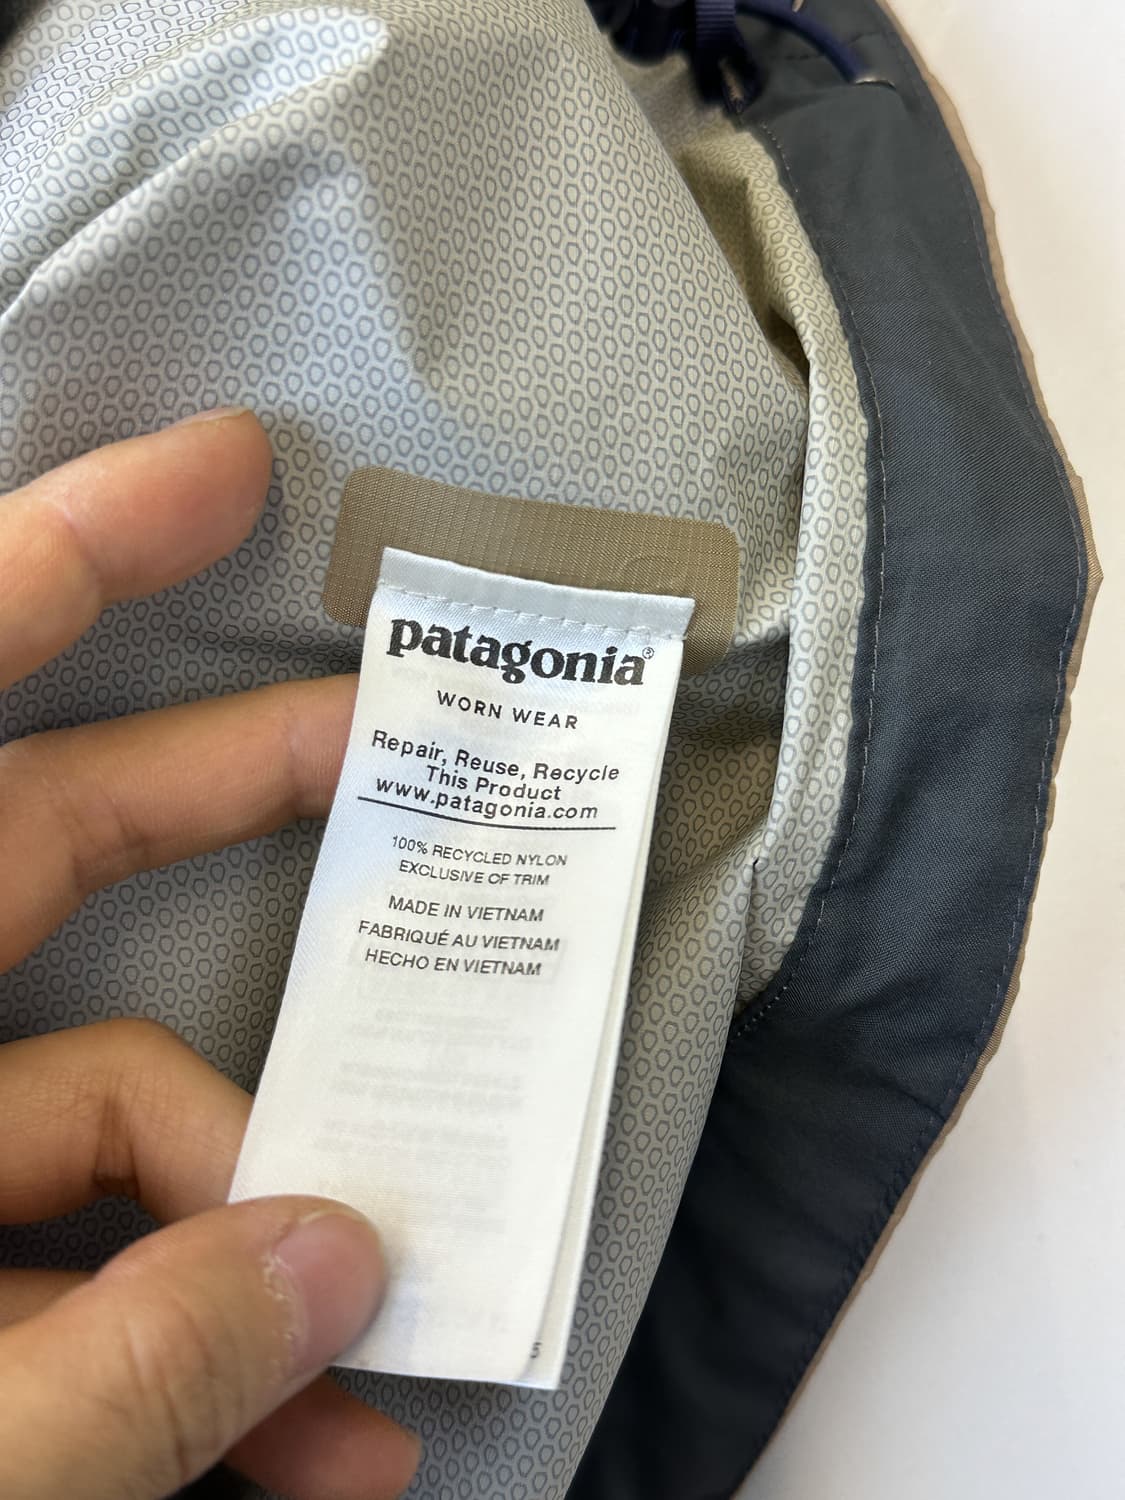 patagonia®
WORN WEAR
Repair, Reuse, Recycle
This Product
www.patagonia.com
100% RECYCLED NYLON
EXCLUSIVE OF TRIM
MADE IN VIETNAM
FABRIQUÉ AU VIETNAM
HECHO EN VIETNAM
5